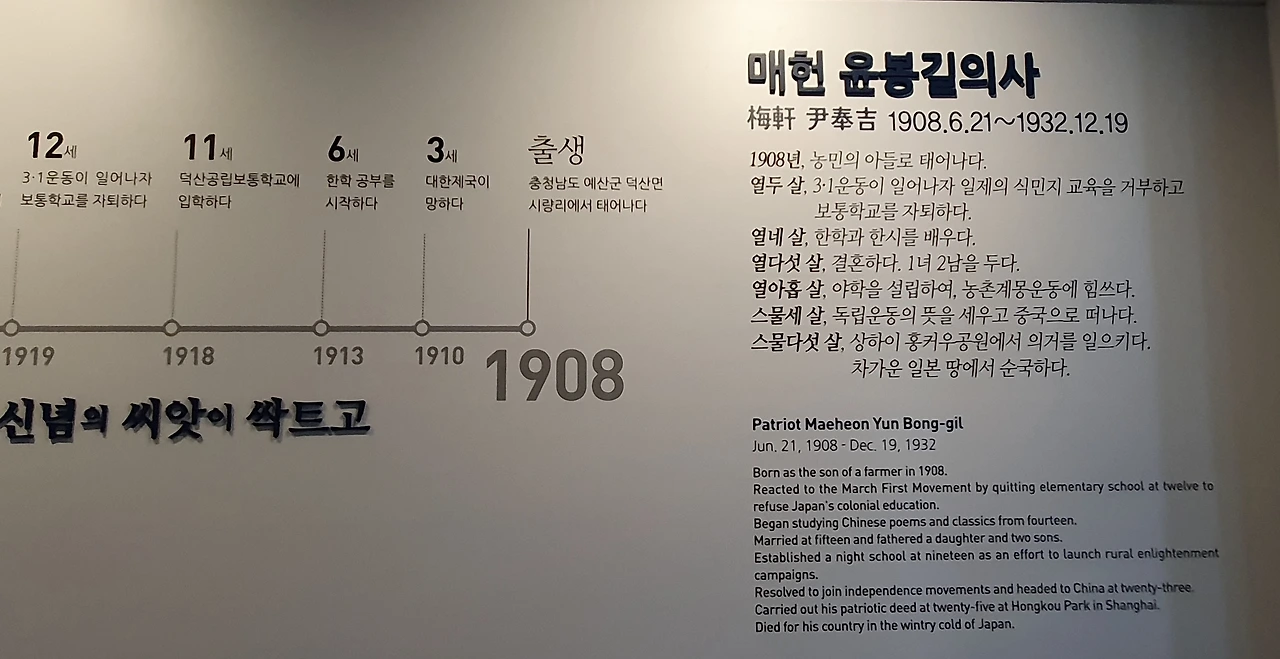 매헌 윤봉길의사
梅軒 尹奉吉 1908.6.21~1932.12.19
1908년, 농민의 아들로 태어나다.
열두 살, 3·1운동이 일어나자 일제의 식민지 교육을 거부하고
보통학교를 자퇴하다.
열네 살, 한학과 한시를 배우다.
열다섯 살, 결혼하다. 1녀 2남을 두다.
열아홉 살, 야학을 설립하여, 농촌계몽운동에 힘쓰다.
스물세 살, 독립운동의 뜻을 세우고 중국으로 떠나다.
스물다섯 살, 상하이 훙커우공원에서 의거를 일으키다.
차가운 일본 땅에서 순국하다.
Patriot Maeheon Yun Bong-gil
Jun. 21, 1908 - Dec. 19, 1932
Born as the son of a farmer in 1908.
Reacted to the March First Movement by quitting elementary school at twelve to
refuse Japan's colonial education.
Began studying Chinese poems and classics from fourteen.
Married at fifteen and fathered a daughter and two sons.
Established a night school at nineteen as an effort to launch rural enlightenment
campaigns.
Resolved to join independence movements and headed to China at twenty-three.
Carried out his patriotic deed at twenty-five at Hongkou Park in Shanghai.
Died for his country in the wintry cold of Japan.
출생
충청남도 예산군 덕산면
시량리에서 태어나다
1908
3세
대한제국이
망하다
1910
6세
한학 공부를
시작하다
1913
11세
덕산공립보통학교에
입학하다
1918
12세
3·1운동이 일어나자
보통학교를 자퇴하다
1919
신념의 씨앗이 싹트고